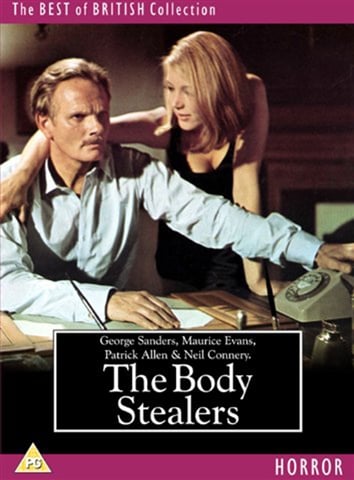 The BEST of BRITISH Collection
George Sanders, Maurice Evans,
Patrick Allen & Neil Connery.
The Body
Stealers
PG
HORROR